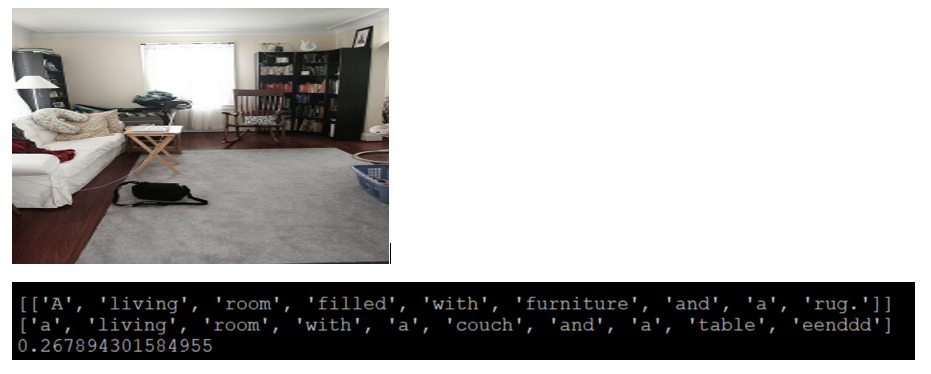 [['A', 'living', 'room', 'filled', 'with', 'furniture', 'and', 'a', 'rug.']]
['a', 'living', 'room', 'with', 'a', 'couch', 'and', 'a', 'table', 'eenddd']
0.267894301584955